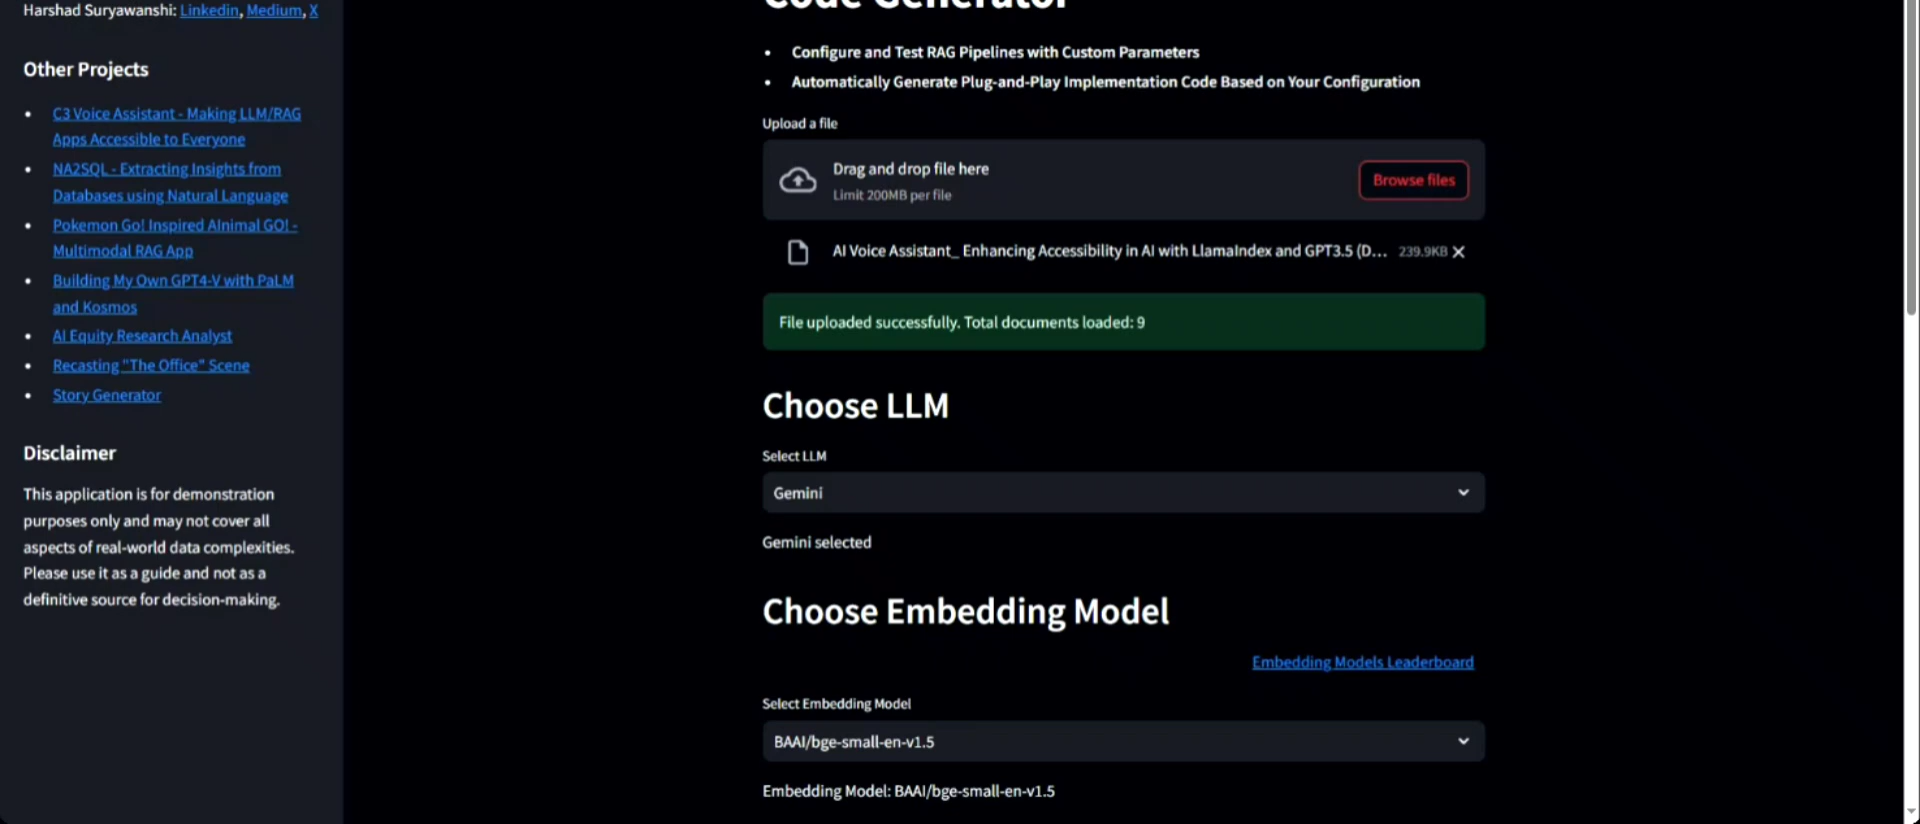 Harshad Suryawanshi: Linkedin, Medium, X
Other Projects
• C3 Voice Assistant - Making LLM/RAG
Apps Accessible to Everyone
• NA2SQL - Extracting Insights from
Databases using Natural Language
• Pokemon Go! Inspired AInimal GO! -
Multimodal RAG App
• Building My Own GPT4-V with PaLM
and Kosmos
• AI Equity Research Analyst
• Recasting "The Office" Scene
• Story Generator
Disclaimer
This application is for demonstration
purposes only and may not cover all
aspects of real-world data complexities.
Please use it as a guide and not as a
definitive source for decision-making.
Code Generator
• Configure and Test RAG Pipelines with Custom Parameters
• Automatically Generate Plug-and-Play Implementation Code Based on Your Configuration
Upload a file
Drag and drop file here
Limit 200MB per file
Browse files
AI Voice Assistant_ Enhancing Accessibility in AI with LlamaIndex and GPT3.5 (D... 239.9KB
File uploaded successfully. Total documents loaded: 9
Choose LLM
Select LLM
Gemini
Gemini selected
Choose Embedding Model
Embedding Models Leaderboard
Select Embedding Model
BAAI/bge-small-en-v1.5
Embedding Model: BAAI/bge-small-en-v1.5